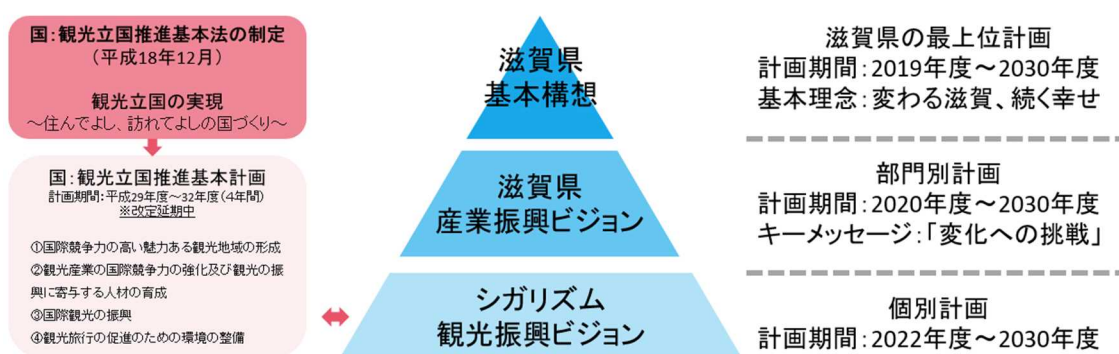 国:観光立国推進基本法の制定
(平成18年12月)
観光立国の実現
~住んでよし、訪れてよしの国づくり~
国:観光立国推進基本計画
計画期間:平成29年度~32年度(4年間)
※改定延期中
①国際競争力の高い魅力ある観光地域の形成
②観光産業の国際競争力の強化及び観光の振
興に寄与する人材の育成
③国際観光の振興
④観光旅行の促進のための環境の整備
滋賀県
基本構想
滋賀県
産業振興ビジョン
シガリズム
観光振興ビジョン
滋賀県の最上位計画
計画期間:2019年度~2030年度
基本理念:変わる滋賀、続く幸せ
部門別計画
計画期間:2020年度~2030年度
キーメッセージ:「変化への挑戦」
個別計画
計画期間:2022年度~2030年度